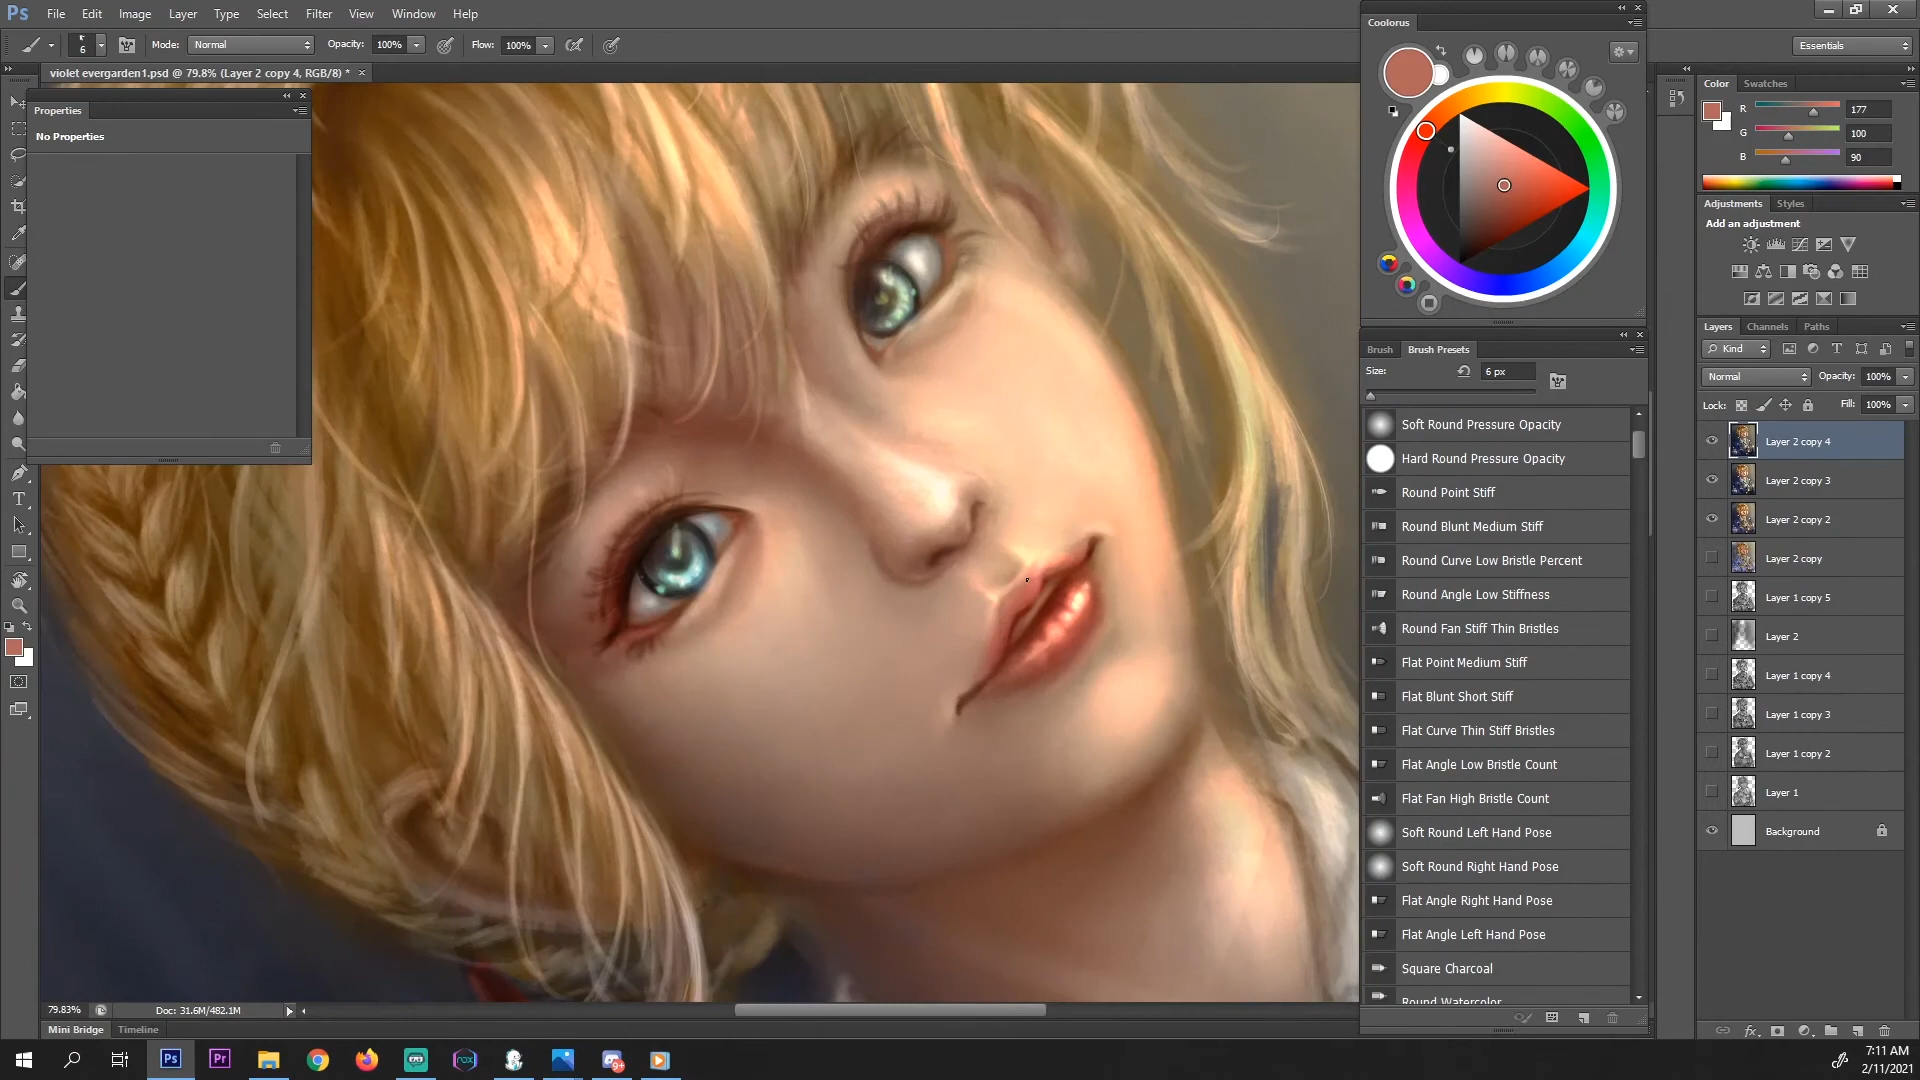 Ps File Edit Image Layer Type Select Filter View Window Help
6 Mode: Normal Opacity: 100% Flow: 100%
Essentials
violet evergarden1.psd @ 79.8% (Layer 2 copy 4, RGB/8) *
Properties
No Properties
Coolorus
Brush Brush Presets
Size: 6 px
Soft Round Pressure Opacity
Hard Round Pressure Opacity
Round Point Stiff
Round Blunt Medium Stiff
Round Curve Low Bristle Percent
Round Angle Low Stiffness
Round Fan Stiff Thin Bristles
Flat Point Medium Stiff
Flat Blunt Short Stiff
Flat Curve Thin Stiff Bristles
Flat Angle Low Bristle Count
Flat Fan High Bristle Count
Soft Round Left Hand Pose
Soft Round Right Hand Pose
Flat Angle Right Hand Pose
Flat Angle Left Hand Pose
Square Charcoal
Round Watercolor
Color Swatches
R 177
G 100
B 90
Adjustments Styles
Add an adjustment
Layers Channels Paths
Kind
Normal Opacity: 100%
Lock: Fill: 100%
Layer 2 copy 4
Layer 2 copy 3
Layer 2 copy 2
Layer 2 copy
Layer 1 copy 5
Layer 2
Layer 1 copy 4
Layer 1 copy 3
Layer 1 copy 2
Layer 1
Background
79.83% Doc: 31.6M/482.1M
Mini Bridge Timeline
Ps Pr nox 9+
7:11 AM
2/11/2021